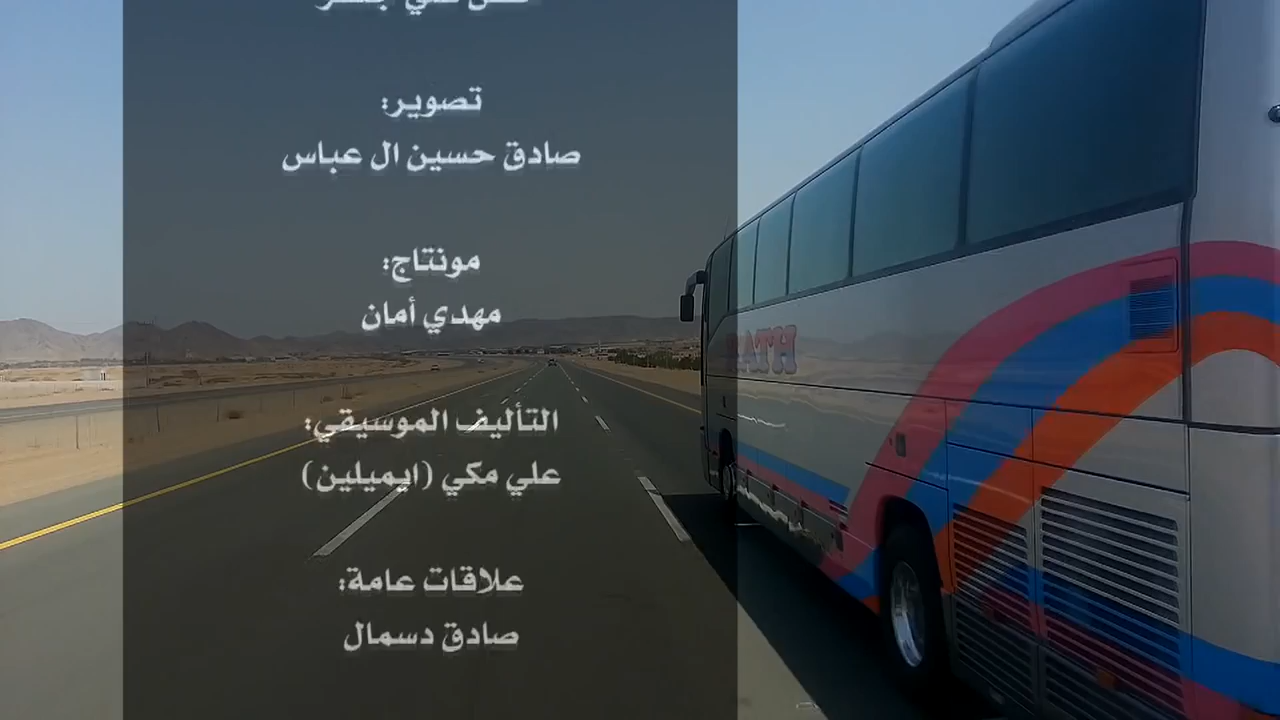 تصوير:
صادق حسين ال عباس
مونتاج:
مهدي أمان
التأليف الموسيقي:
علي مكي (ايميلين)
علاقات عامة:
صادق دسمال